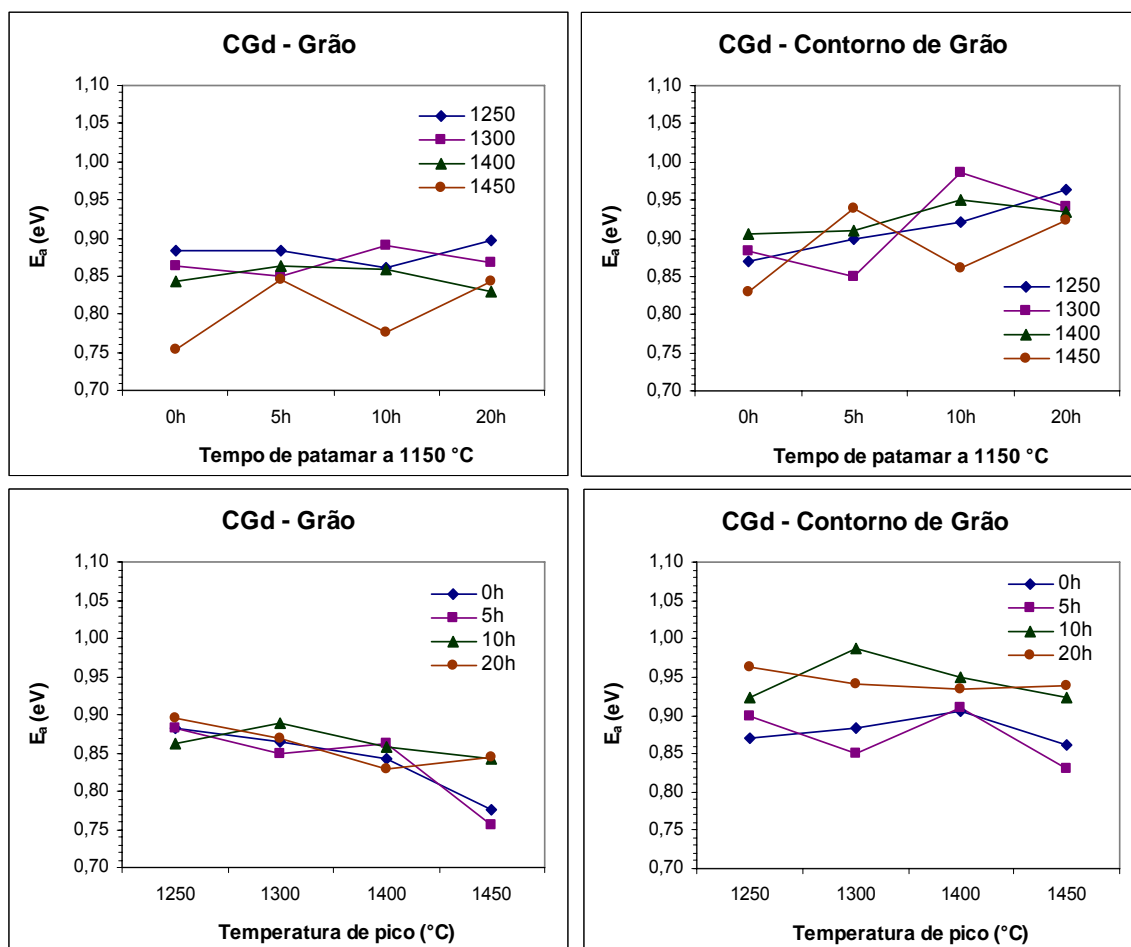 CGd - Grão
1,10
1,05
1,00
0,95
0,90
0,85
0,80
0,75
0,70
Ea (eV)
1250
1300
1400
1450
0h
5h
10h
20h
Tempo de patamar a 1150 °C
CGd - Contorno de Grão
1,10
1,05
1,00
0,95
0,90
0,85
0,80
0,75
0,70
Ea (eV)
1250
1300
1400
1450
0h
5h
10h
20h
Tempo de patamar a 1150 °C
CGd - Grão
1,10
1,05
1,00
0,95
0,90
0,85
0,80
0,75
0,70
Ea (eV)
0h
5h
10h
20h
1250
1300
1400
1450
Temperatura de pico (°C)
CGd - Contorno de Grão
1,10
1,05
1,00
0,95
0,90
0,85
0,80
0,75
0,70
Ea (eV)
0h
5h
10h
20h
1250
1300
1400
1450
Temperatura de pico (°C)